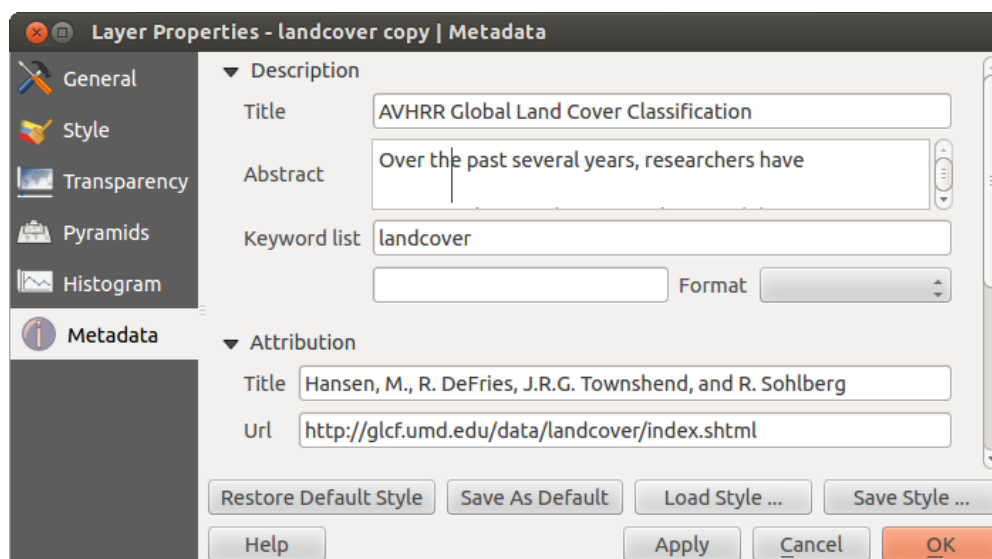 Layer Properties - landcover copy | Metadata
General
Style
Transparency
Pyramids
Histogram
Metadata
Description
Title AVHRR Global Land Cover Classification
Abstract Over the past several years, researchers have
Keyword list landcover
Format
Attribution
Title Hansen, M., R. DeFries, J.R.G. Townshend, and R. Sohlberg
Url http://glcf.umd.edu/data/landcover/index.shtml
Restore Default Style Save As Default Load Style ... Save Style ...
Help Apply Cancel OK